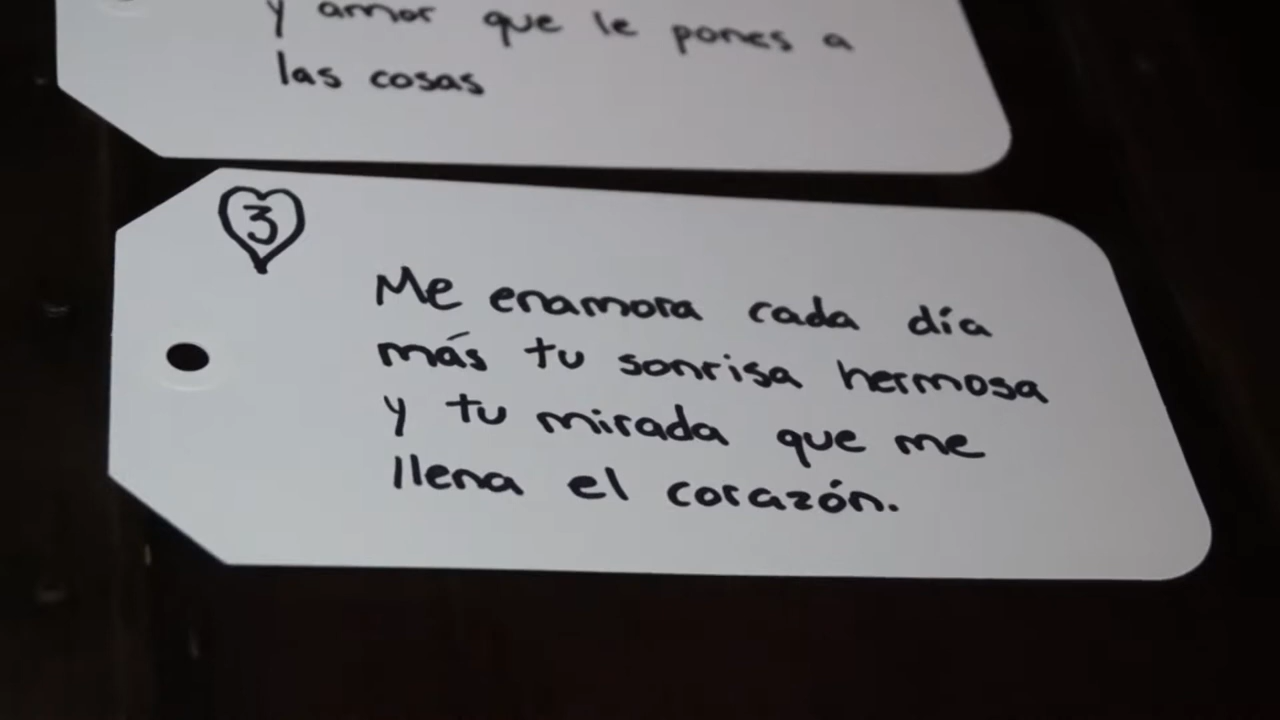 y amor que le pones a
las cosas
3
Me enamora cada día
más tu sonrisa hermosa
y tu mirada que me
llena el corazón.